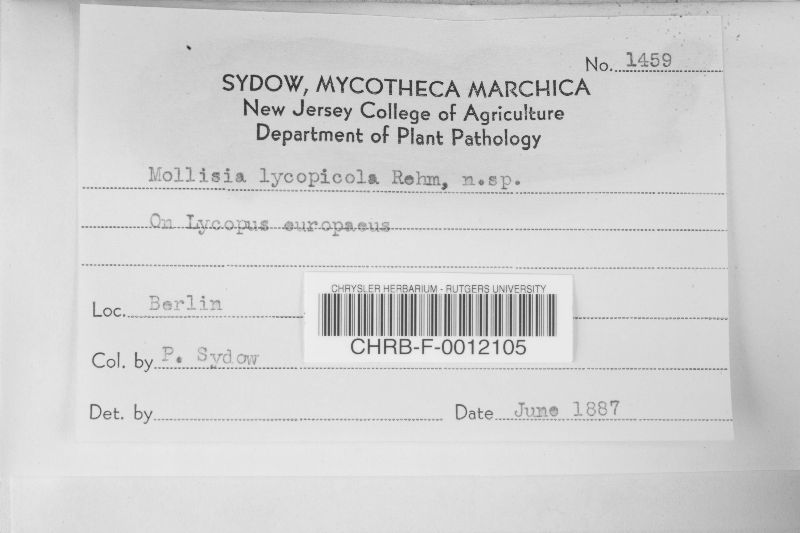 No. 1459
SYDOW, MYCOTHECA MARCHICA
New Jersey College of Agriculture
Department of Plant Pathology
Mollisia lycopicola Rehm, n.sp.
On Lycopus europaeus
CHRYSLER HERBARIUM - RUTGERS UNIVERSITY
Loc. Berlin
CHRB-F-0012105
Col. by P. Sydow
Det. by Date June 1887